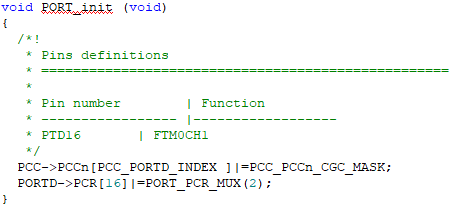 void PORT_init (void)
{
  /*!
   * Pins definitions
   * ===================================================
   *
   * Pin number        | Function
   * ----------------- |------------------
   * PTD16       | FTM0CH1
   */
  PCC->PCCn[PCC_PORTD_INDEX ]|=PCC_PCCn_CGC_MASK;
  PORTD->PCR[16]|=PORT_PCR_MUX(2);
}